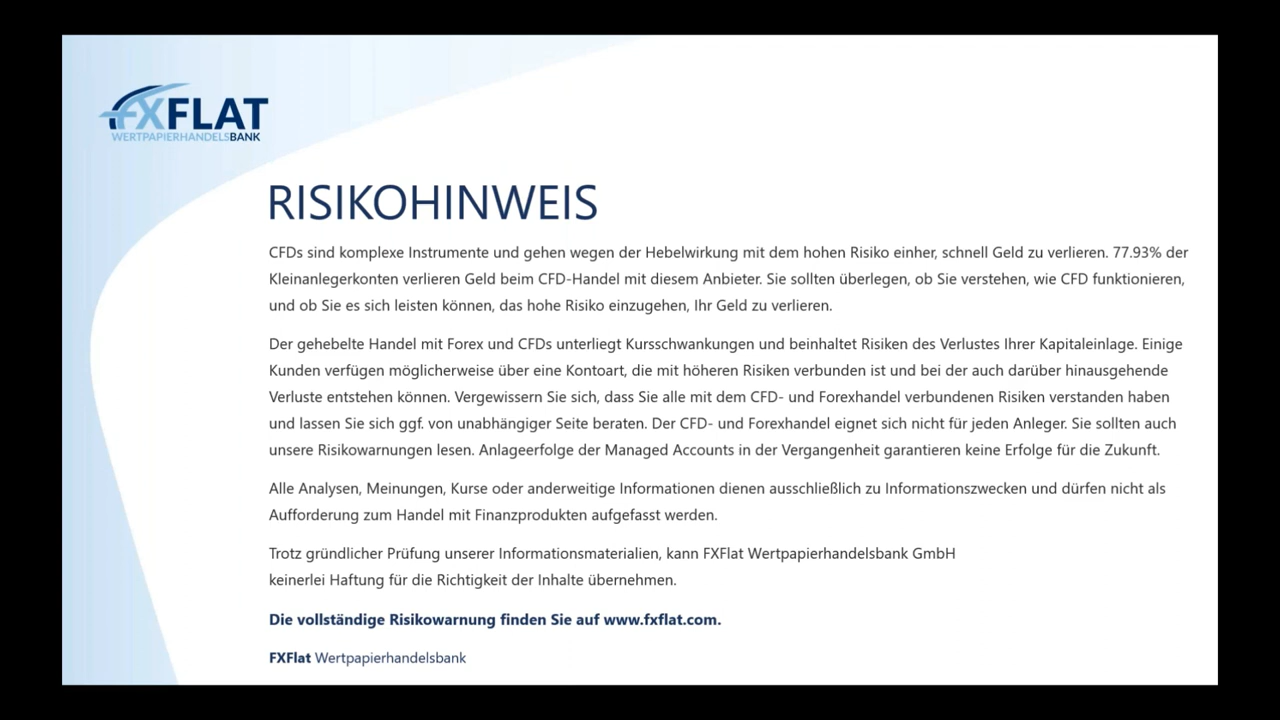 FXFLAT
WERTPAPIERHANDELSBANK
RISIKOHINWEIS
CFDs sind komplexe Instrumente und gehen wegen der Hebelwirkung mit dem hohen Risiko einher, schnell Geld zu verlieren. 77.93% der
Kleinanlegerkonten verlieren Geld beim CFD-Handel mit diesem Anbieter. Sie sollten überlegen, ob Sie verstehen, wie CFD funktionieren,
und ob Sie es sich leisten können, das hohe Risiko einzugehen, Ihr Geld zu verlieren.
Der gehebelte Handel mit Forex und CFDs unterliegt Kursschwankungen und beinhaltet Risiken des Verlustes Ihrer Kapitaleinlage. Einige
Kunden verfügen möglicherweise über eine Kontoart, die mit höheren Risiken verbunden ist und bei der auch darüber hinausgehende
Verluste entstehen können. Vergewissern Sie sich, dass Sie alle mit dem CFD- und Forexhandel verbundenen Risiken verstanden haben
und lassen Sie sich ggf. von unabhängiger Seite beraten. Der CFD- und Forexhandel eignet sich nicht für jeden Anleger. Sie sollten auch
unsere Risikowarnungen lesen. Anlageerfolge der Managed Accounts in der Vergangenheit garantieren keine Erfolge für die Zukunft.
Alle Analysen, Meinungen, Kurse oder anderweitige Informationen dienen ausschließlich zu Informationszwecken und dürfen nicht als
Aufforderung zum Handel mit Finanzprodukten aufgefasst werden.
Trotz gründlicher Prüfung unserer Informationsmaterialien, kann FXFlat Wertpapierhandelsbank GmbH
keinerlei Haftung für die Richtigkeit der Inhalte übernehmen.
Die vollständige Risikowarnung finden Sie auf www.fxflat.com.
FXFlat Wertpapierhandelsbank